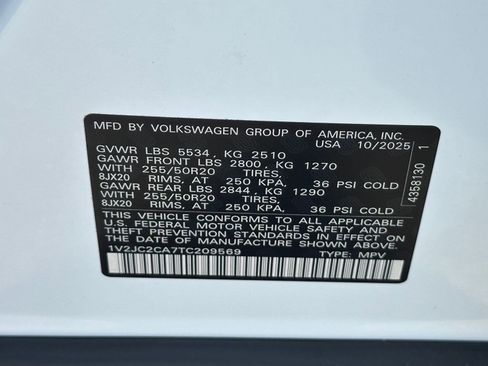 MFD BY VOLKSWAGEN GROUP OF AMERICA, INC.
USA 10/2025
GVWR LBS 5534, KG 2510
GAWR FRONT LBS 2800, KG 1270
WITH 255/50R20 TIRES,
8JX20 RIMS. AT 250 KPA, 36 PSI COLD
GAWR REAR LBS 2844, KG 1290
WITH 255/50R20 TIRES,
8JX20 RIMS. AT 250 KPA, 36 PSI COLD
THIS VEHICLE CONFORMS TO ALL APPLICABLE
U.S. FEDERAL MOTOR VEHICLE SAFETY AND
THEFT PREVENTION STANDARDS IN EFFECT ON
THE DATE OF MANUFACTURE SHOWN ABOVE.
1V2JC2CA7TC209569 TYPE: MPV
4358130 1